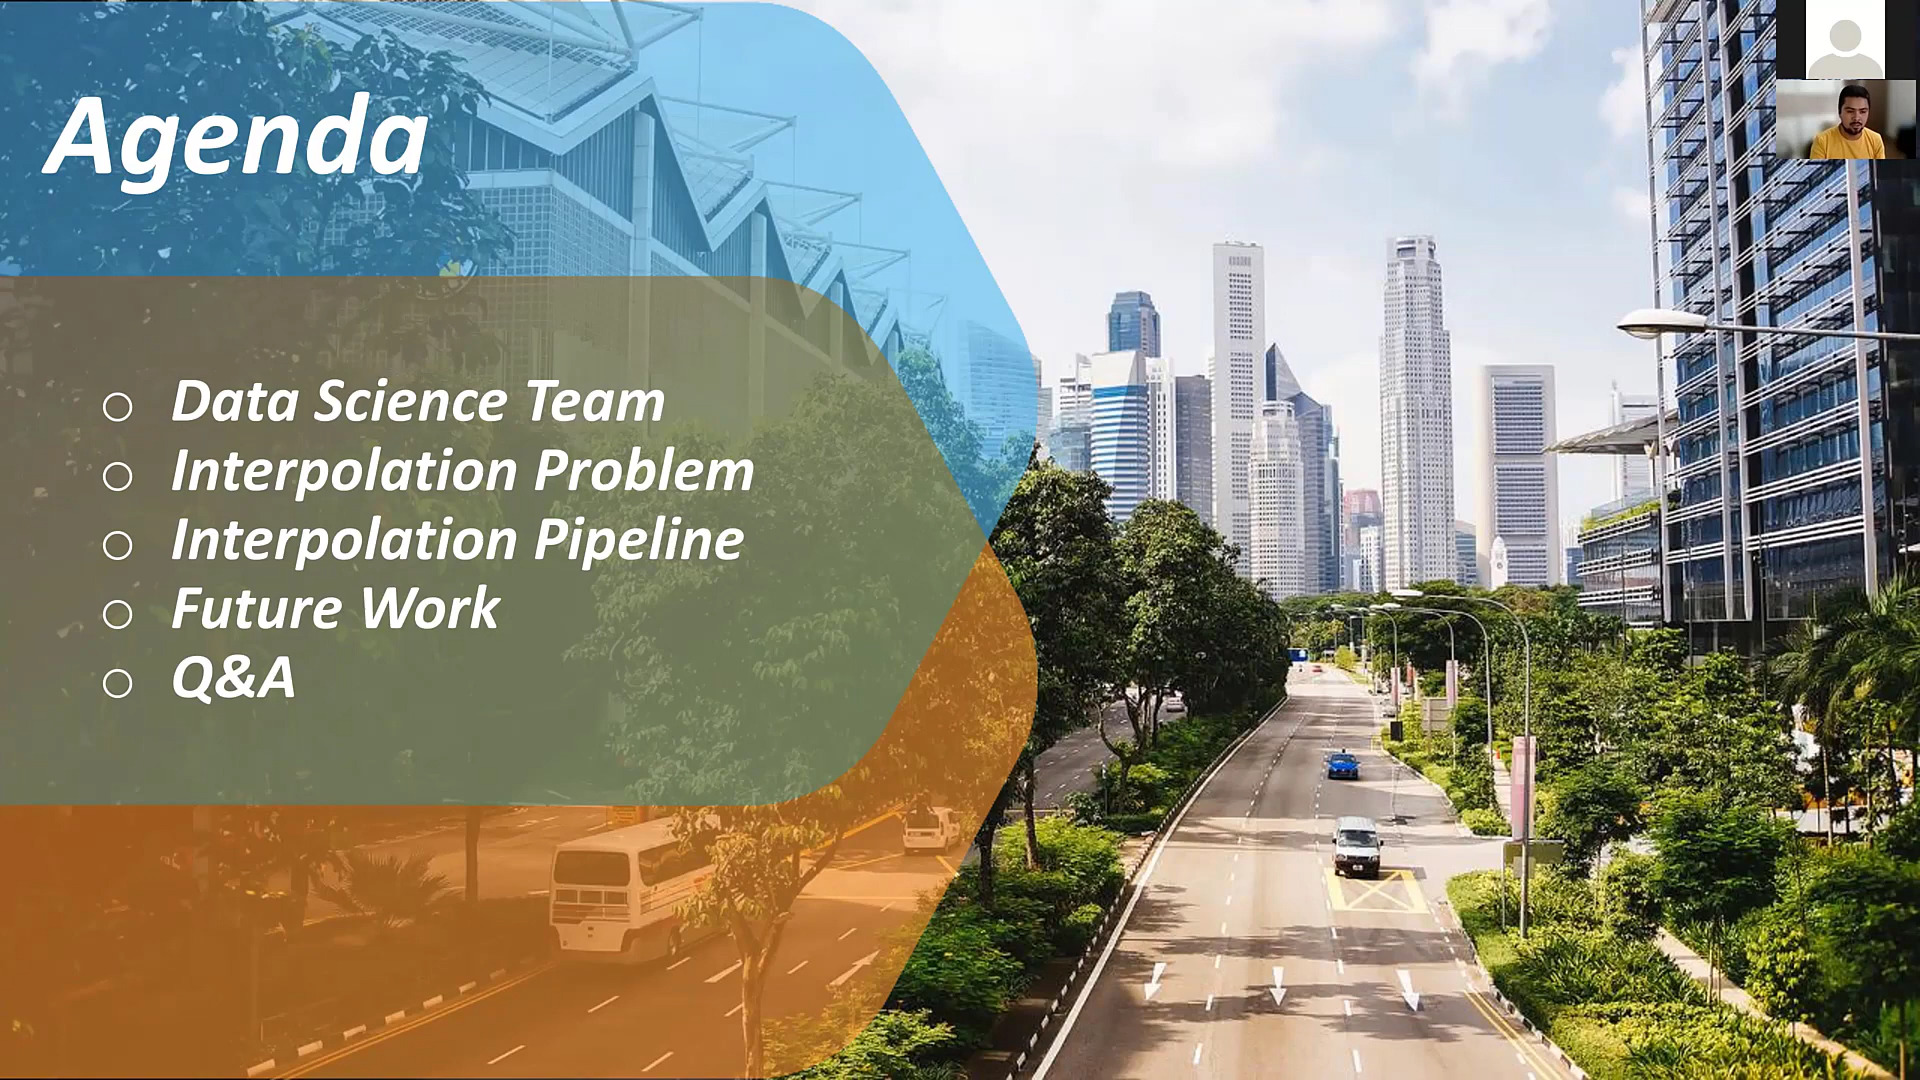 Agenda
Data Science Team
Interpolation Problem
Interpolation Pipeline
Future Work
Q&A